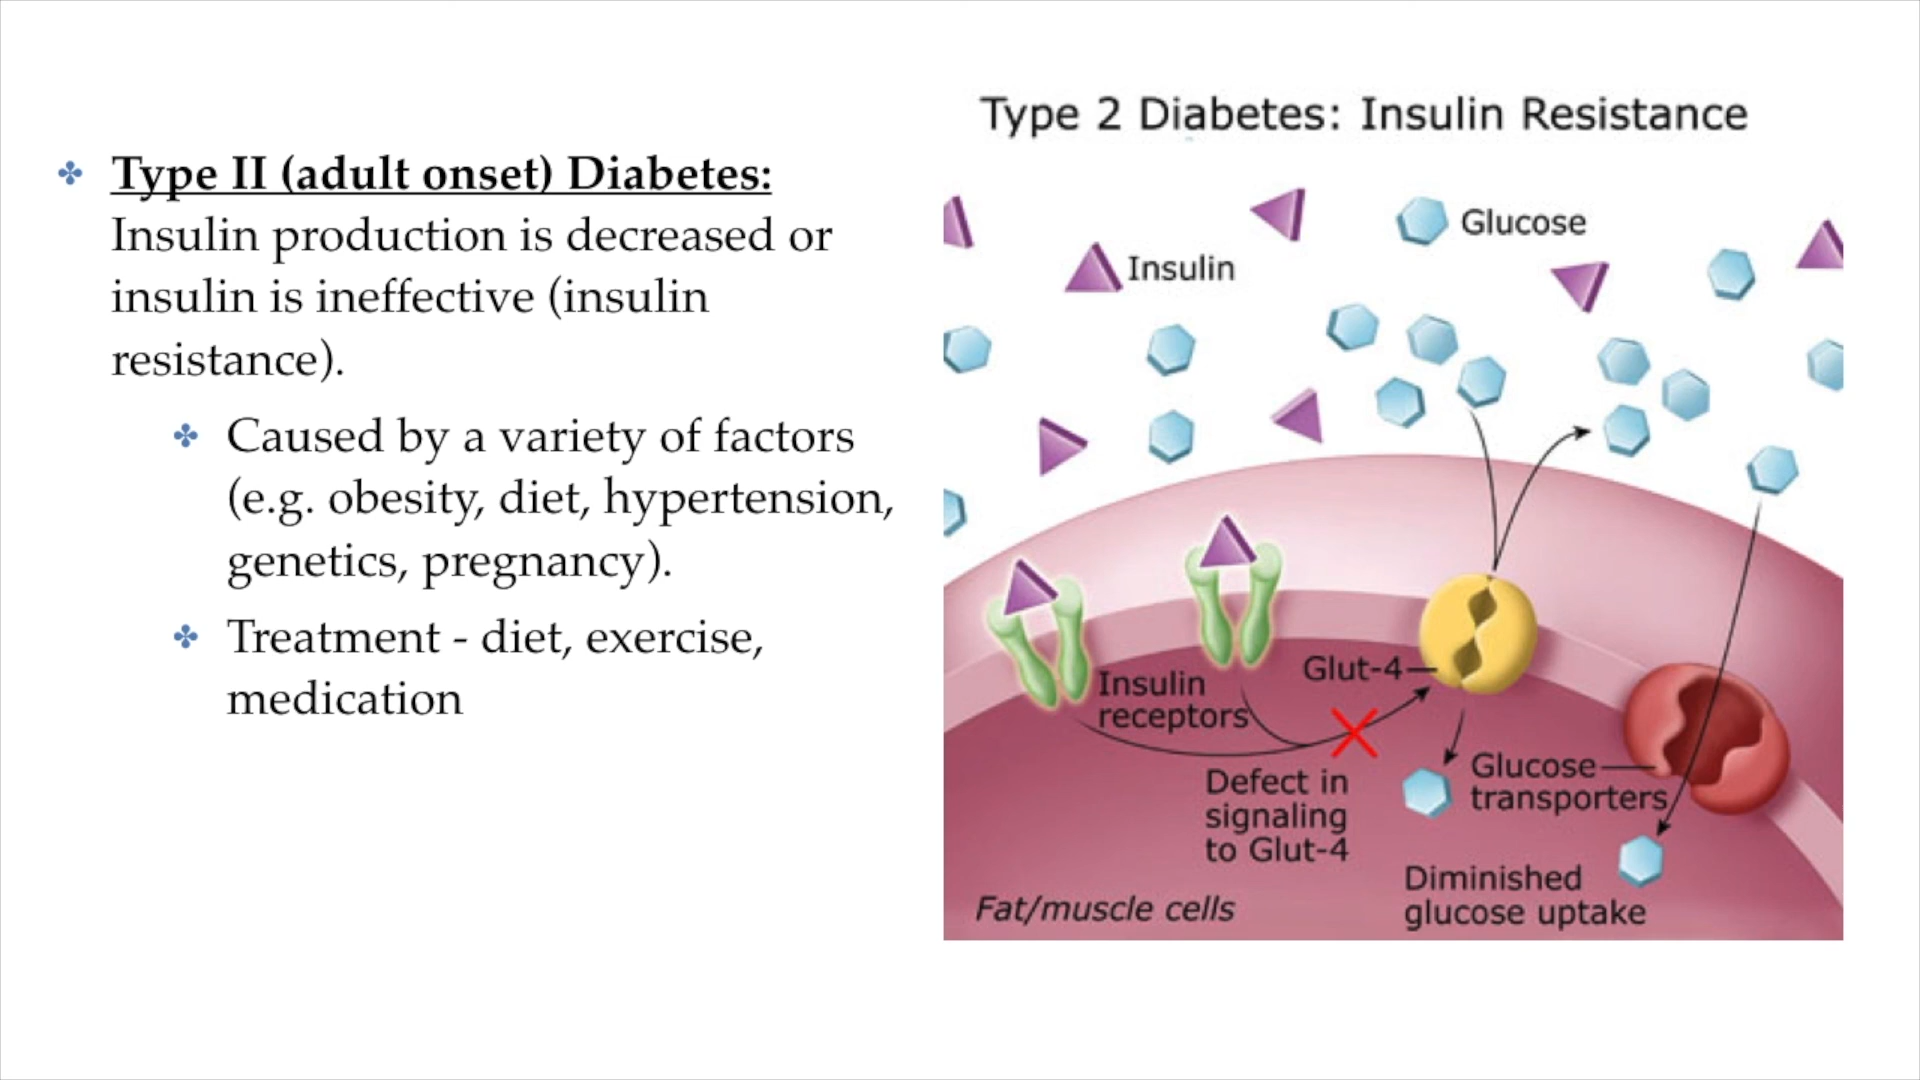 Type II (adult onset) Diabetes:
Insulin production is decreased or
insulin is ineffective (insulin
resistance).
Caused by a variety of factors
(e.g. obesity, diet, hypertension,
genetics, pregnancy).
Treatment - diet, exercise,
medication
Type 2 Diabetes: Insulin Resistance
Glucose
Insulin
Glut-4
Insulin
receptors
Glucose
transporters
Defect in
signaling
to Glut-4
Diminished
glucose uptake
Fat/muscle cells